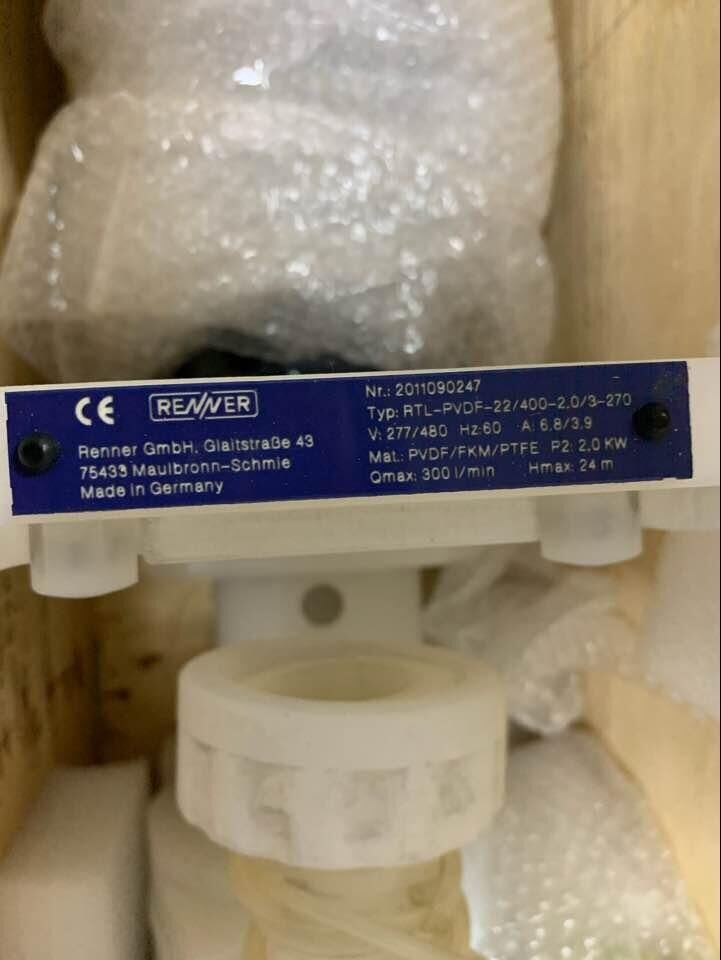 CE RENNER
Renner GmbH, Glaitstraße 43
75433 Maulbronn-Schmie
Made in Germany
Nr.: 2011090247
Typ: RTL-PVDF-22/400-2,0/3-270
V: 277/480 Hz:60 A: 6,8/3,9
Mat.: PVDF/FKM/PTFE P2: 2,0 KW
Qmax: 300 l/min Hmax: 24 m